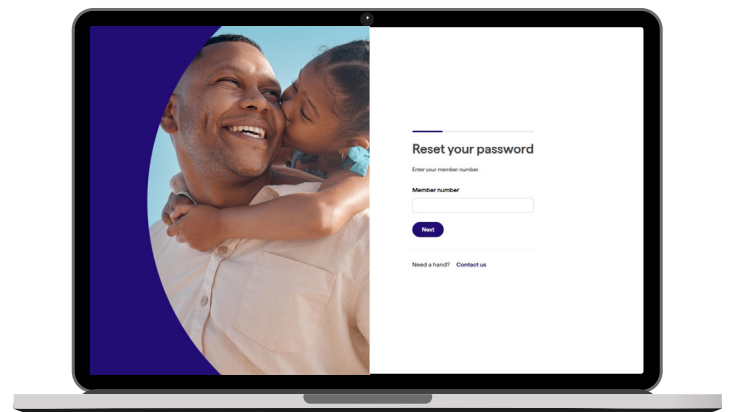 Reset your password
Enter your member number.
Member number
Next
Need a hand? Contact us